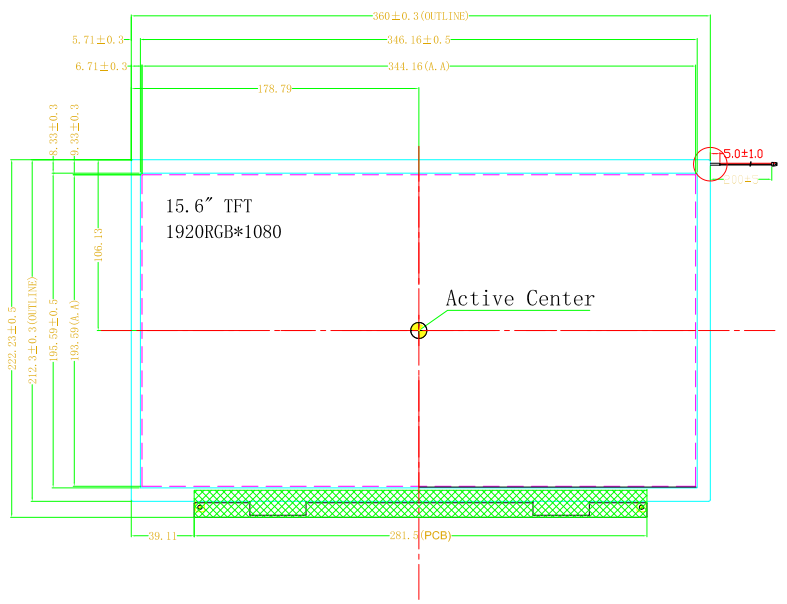 360±0.3(OUTLINE)
5.71±0.3
346.16±0.5
6.71±0.3
344.16(A.A)
178.79
8.33±0.3
9.33±0.3
5.0±1.0
200±5
15.6" TFT
1920RGB*1080
106.13
Active Center
222.23±0.5
212.3±0.3(OUTLINE)
195.59±0.5
193.59(A.A)
39.11
281.5(PCB)